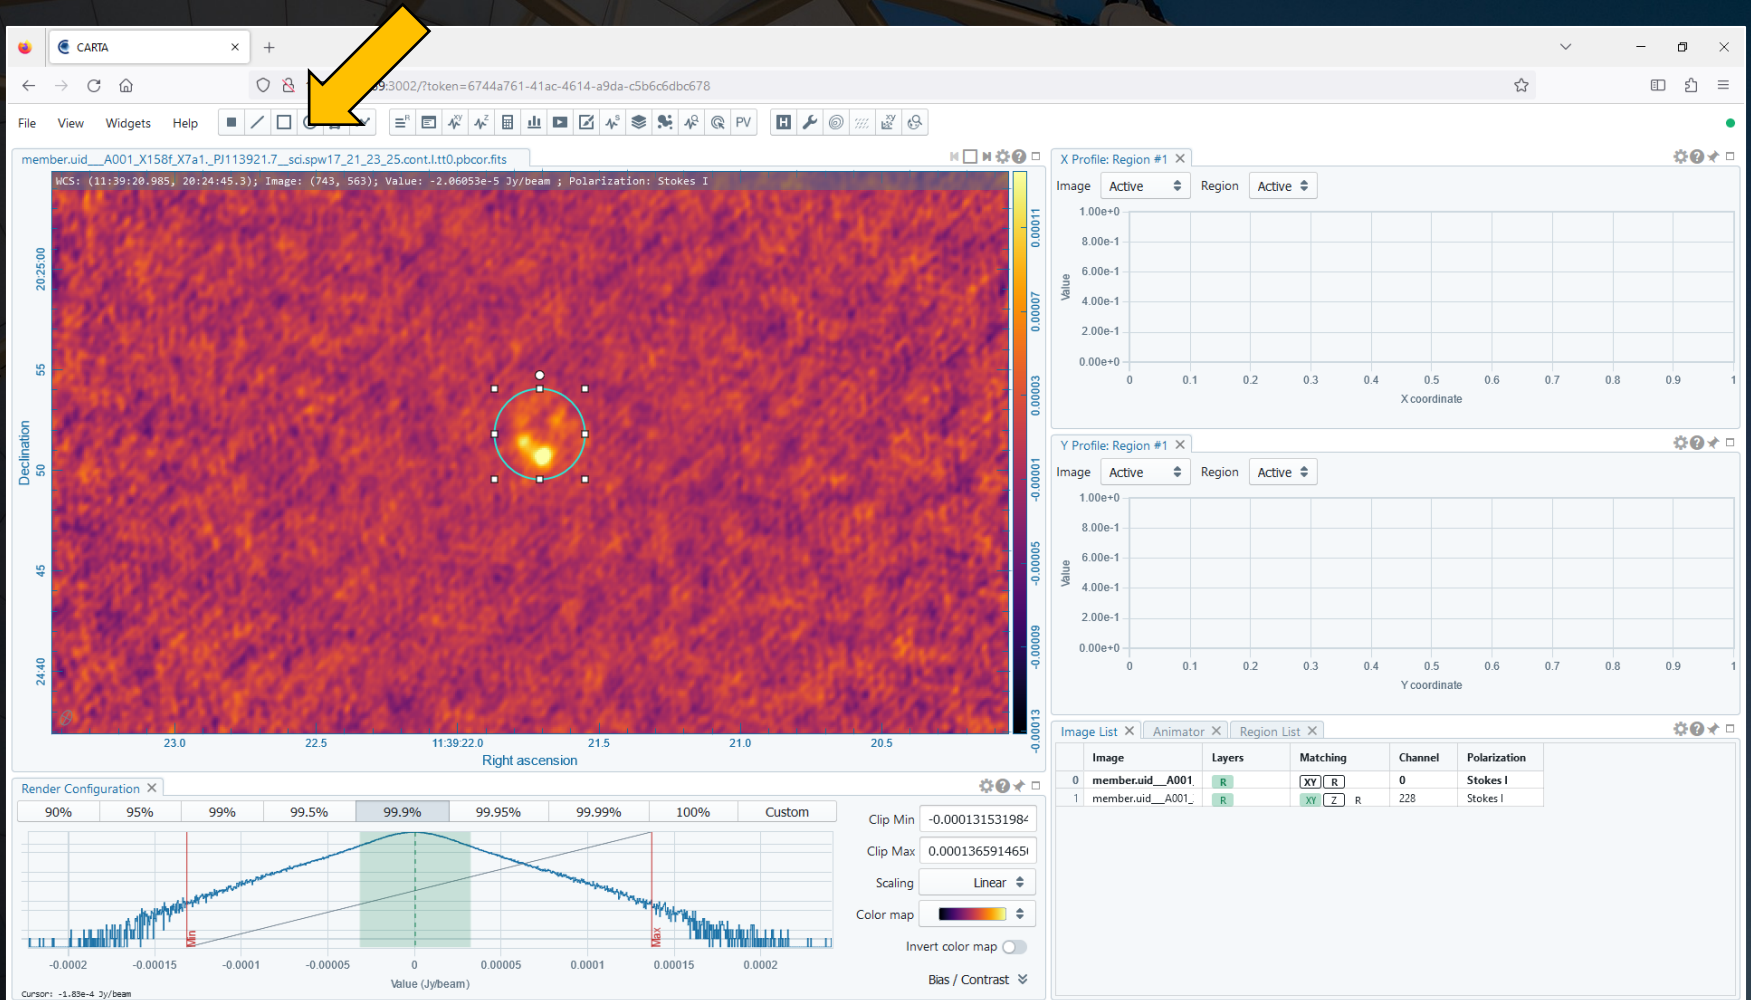 CARTA
9:3002/?token=6744a761-41ac-4614-a9da-c5b6c6dbc678
File View Widgets Help
PV
member.uid___A001_X158f_X7a1._PJ113921.7__sci.spw17_21_23_25.cont.I.tt0.pbcor.fits
WCS: (11:39:20.985, 20:24:45.3); Image: (743, 563); Value: -2.06053e-5 Jy/beam ; Polarization: Stokes I
Declination
20:25:00
55
50
45
24:40
23.0 22.5 11:39:22.0 21.5 21.0 20.5
Right ascension
0.00011
0.00007
0.00003
-0.00001
-0.00005
-0.00009
-0.00013
X Profile: Region #1
Image Active Region Active
1.00e+0
8.00e-1
6.00e-1
4.00e-1
2.00e-1
0.00e+0
Value
0 0.1 0.2 0.3 0.4 0.5 0.6 0.7 0.8 0.9 1
X coordinate
Y Profile: Region #1
Image Active Region Active
1.00e+0
8.00e-1
6.00e-1
4.00e-1
2.00e-1
0.00e+0
Value
0 0.1 0.2 0.3 0.4 0.5 0.6 0.7 0.8 0.9 1
Y coordinate
Image List Animator Region List
Image Layers Matching Channel Polarization
0 member.uid___A001_ R XY R 0 Stokes I
1 member.uid___A001_ R XY Z R 228 Stokes I
Render Configuration
90% 95% 99% 99.5% 99.9% 99.95% 99.99% 100% Custom
Min
Max
-0.0002 -0.00015 -0.0001 -0.00005 0 0.00005 0.0001 0.00015 0.0002
Value (Jy/beam)
Cursor: -1.83e-4 Jy/beam
Clip Min -0.000131531984
Clip Max 0.000136591465
Scaling Linear
Color map
Invert color map
Bias / Contrast